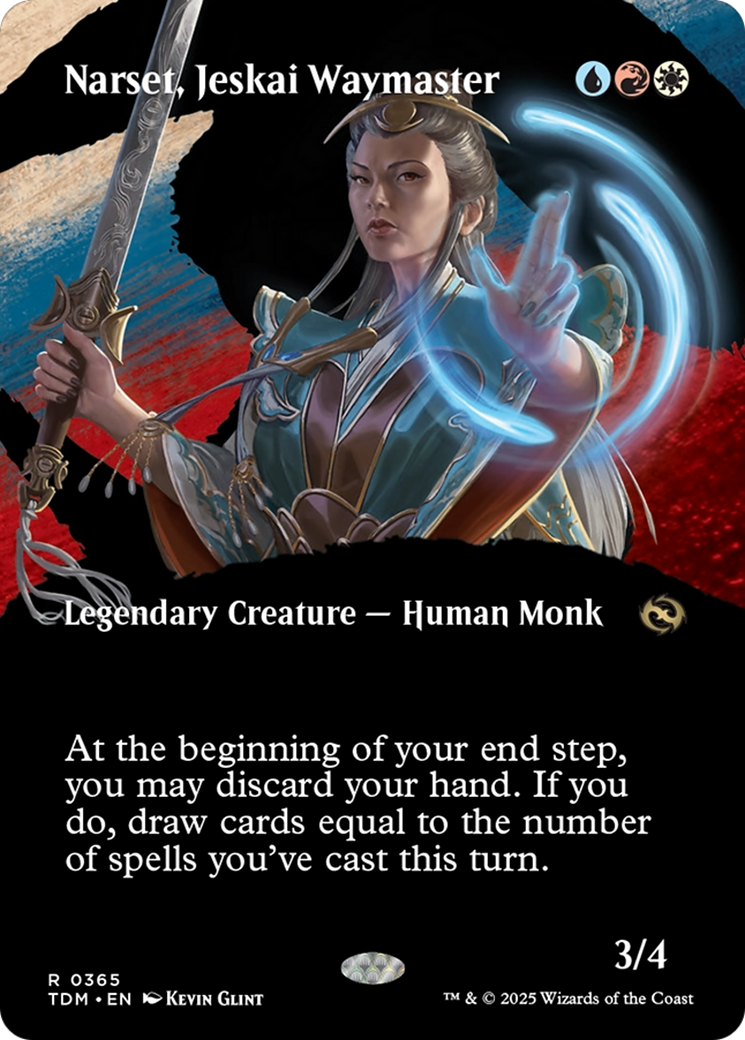 Narset, Jeskai Waymaster
Legendary Creature — Human Monk
At the beginning of your end step,
you may discard your hand. If you
do, draw cards equal to the number
of spells you've cast this turn.
3/4
R 0365
TDM • EN Kevin Glint
™ & © 2025 Wizards of the Coast